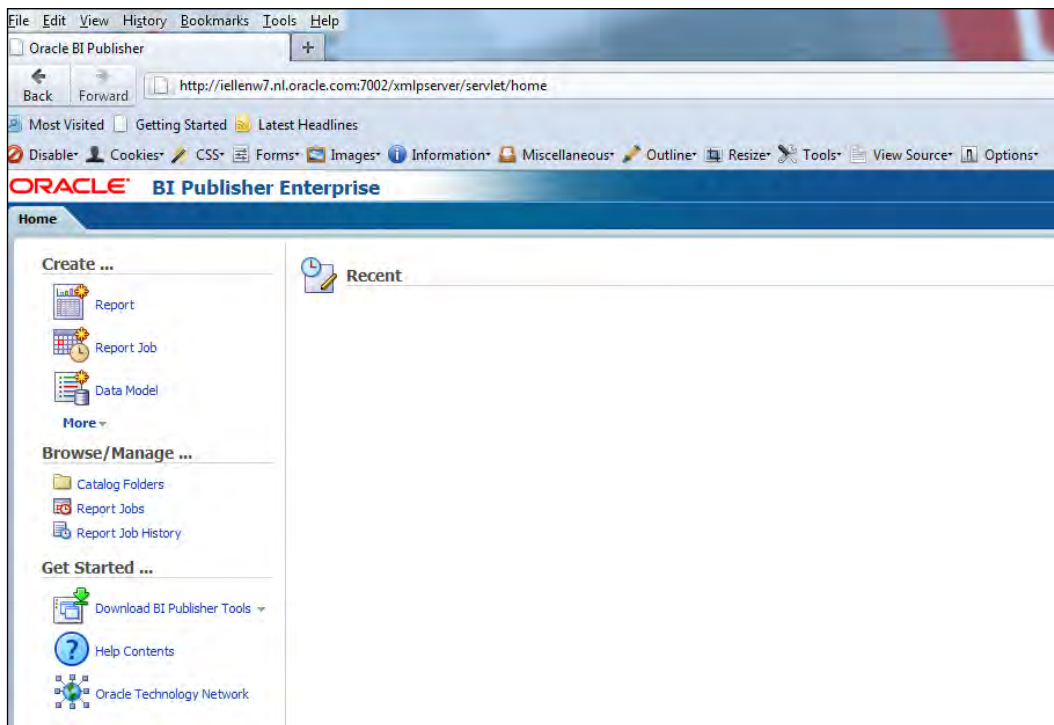 File Edit View History Bookmarks Tools Help
Oracle BI Publisher
Back Forward http://iellenw7.nl.oracle.com:7002/xmlpserver/servlet/home
Most Visited Getting Started Latest Headlines
Disable Cookies CSS Forms Images Information Miscellaneous Outline Resize Tools View Source Options
ORACLE BI Publisher Enterprise
Home
Create ...
Report
Report Job
Data Model
More
Browse/Manage ...
Catalog Folders
Report Jobs
Report Job History
Get Started ...
Download BI Publisher Tools
Help Contents
Oracle Technology Network
Recent